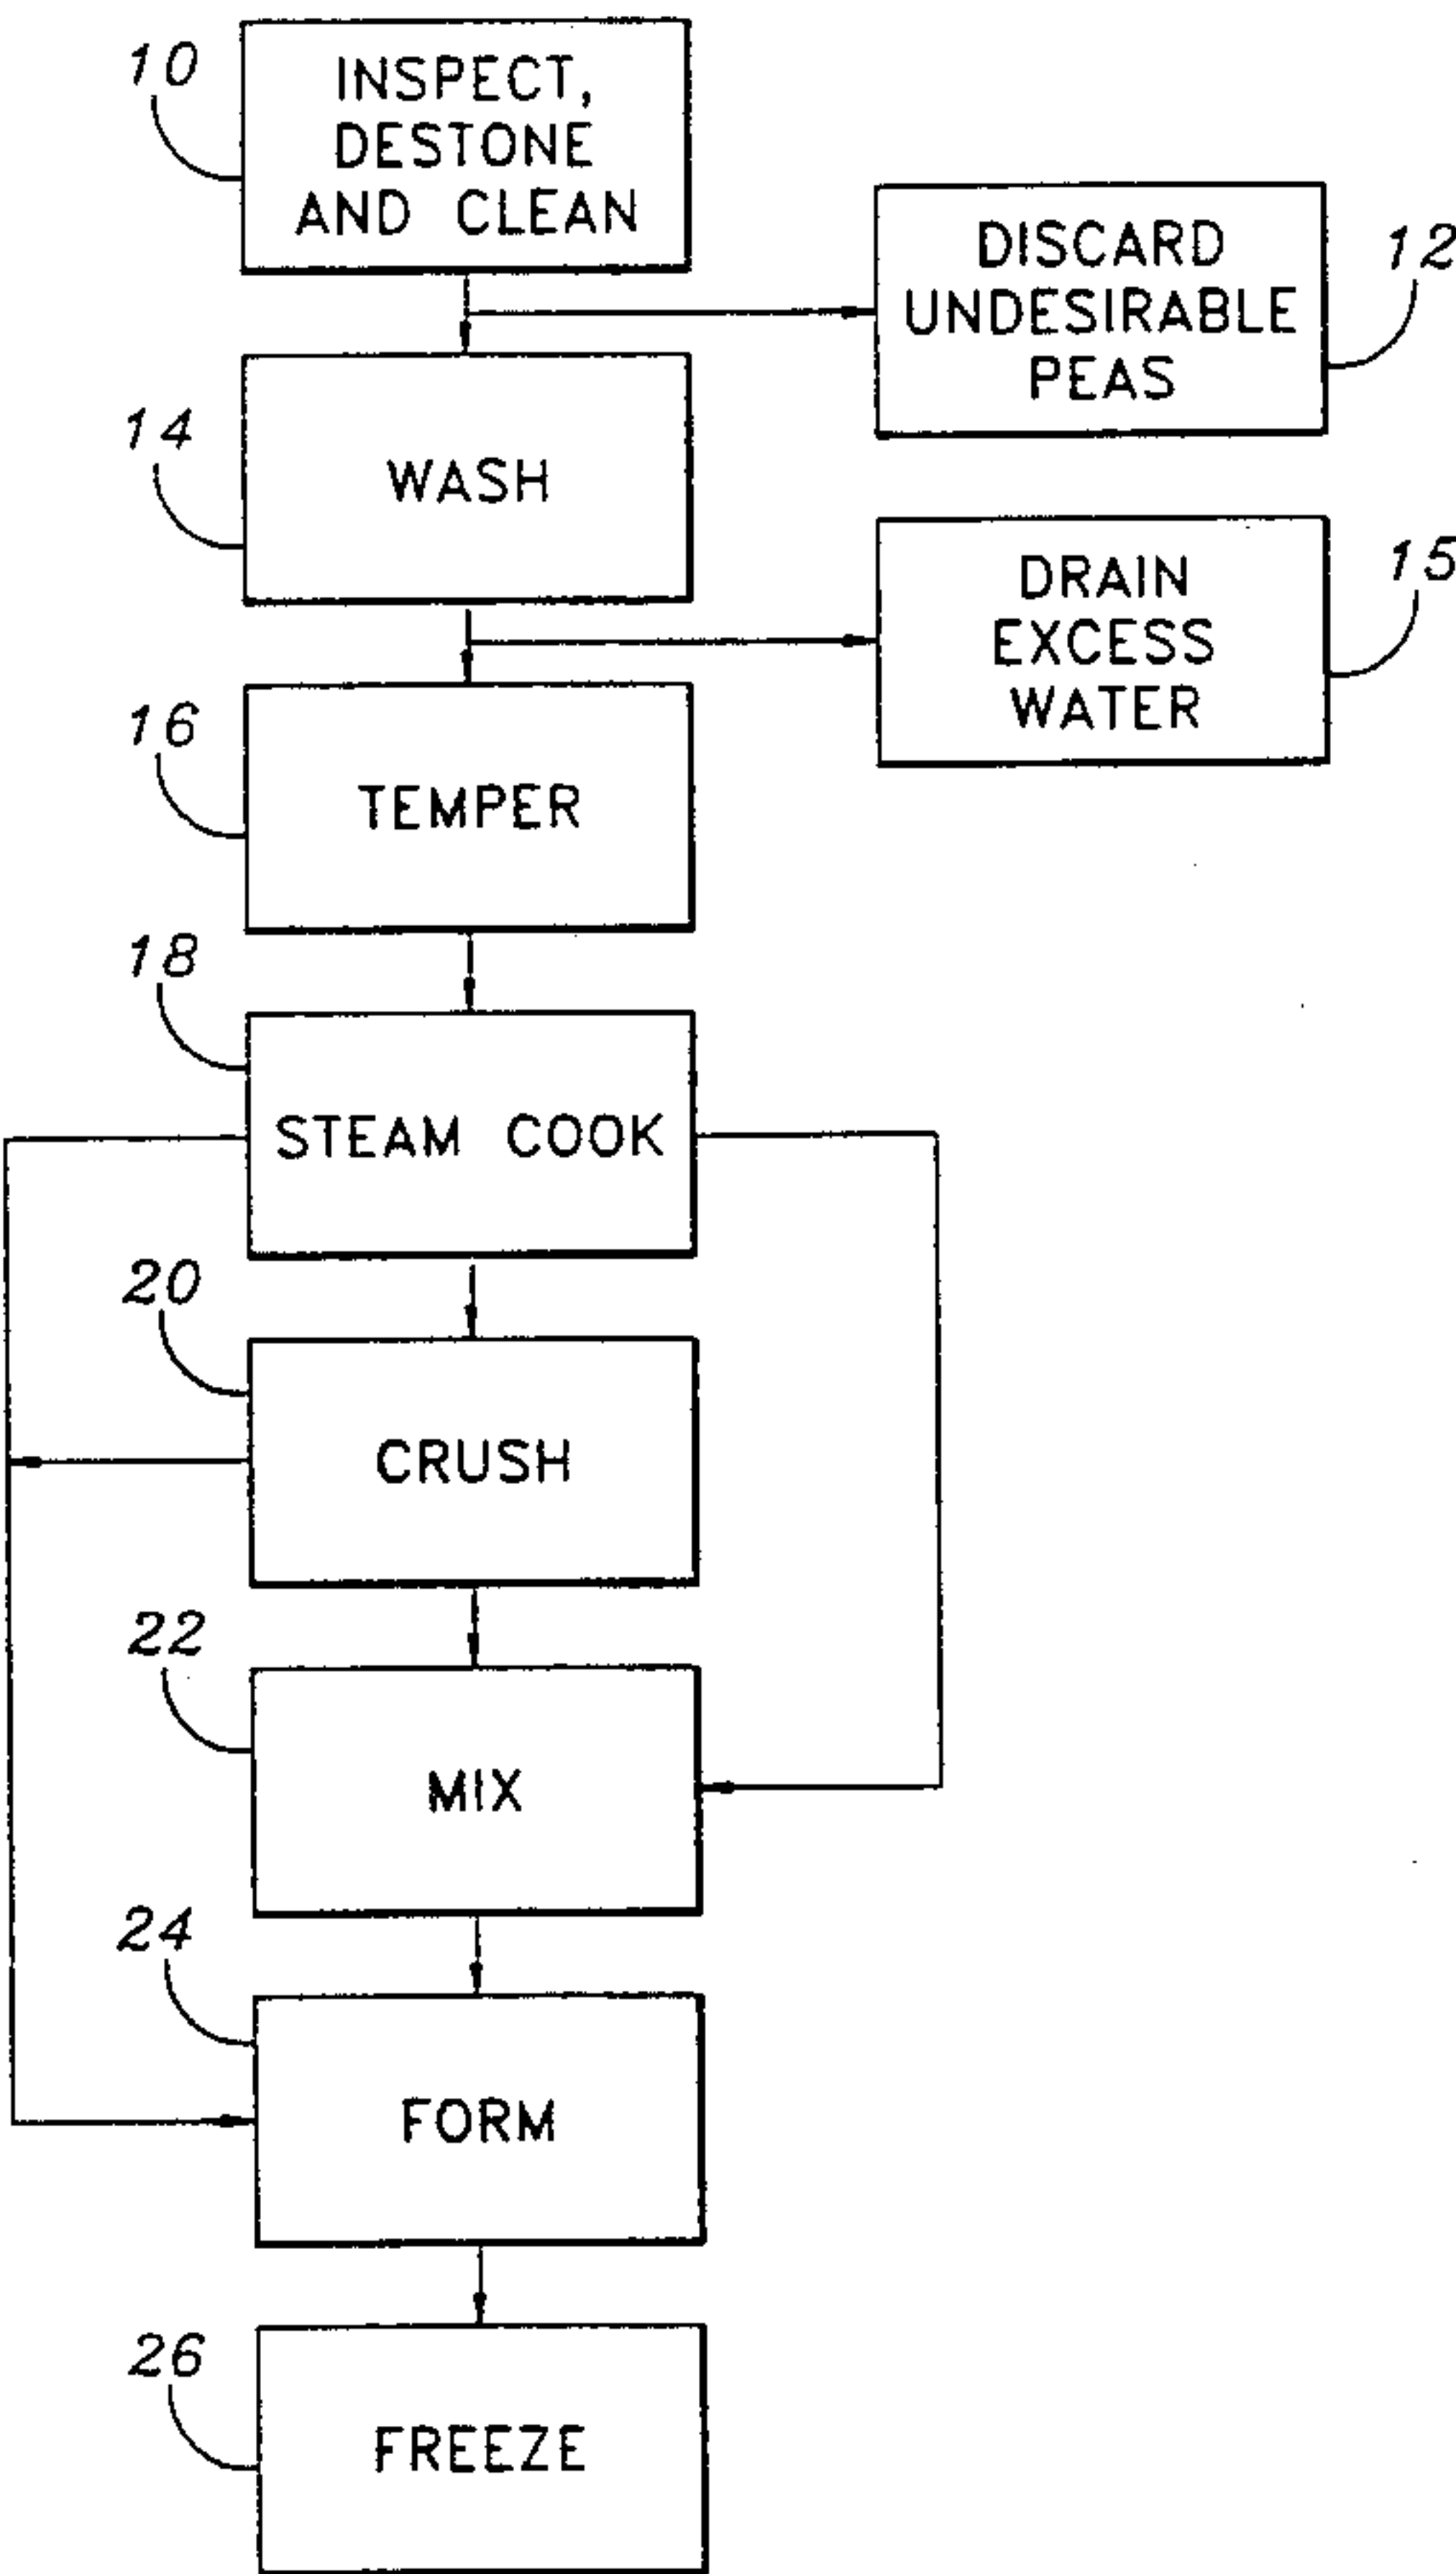 10
INSPECT,
DESTONE
AND CLEAN
DISCARD
UNDESIRABLE
PEAS
12
14
WASH
DRAIN
EXCESS
WATER
15
16
TEMPER
18
STEAM COOK
20
CRUSH
22
MIX
24
FORM
26
FREEZE